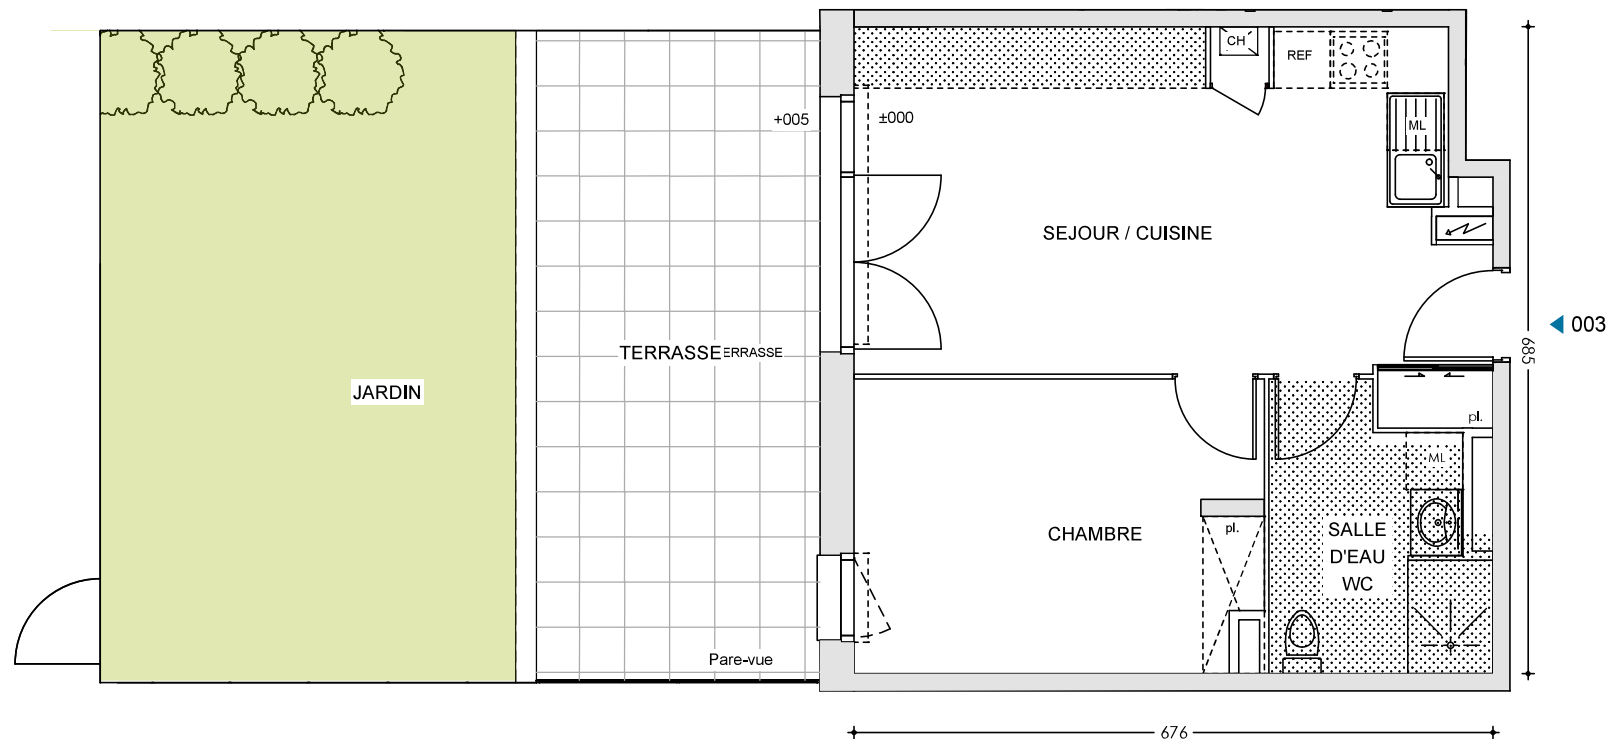 CH
REF
ML
+005
±000
SEJOUR / CUISINE
003
685
TERRASSE ERRASSE
JARDIN
pl.
ML
pl.
CHAMBRE
SALLE
D'EAU
WC
Pare-vue
676